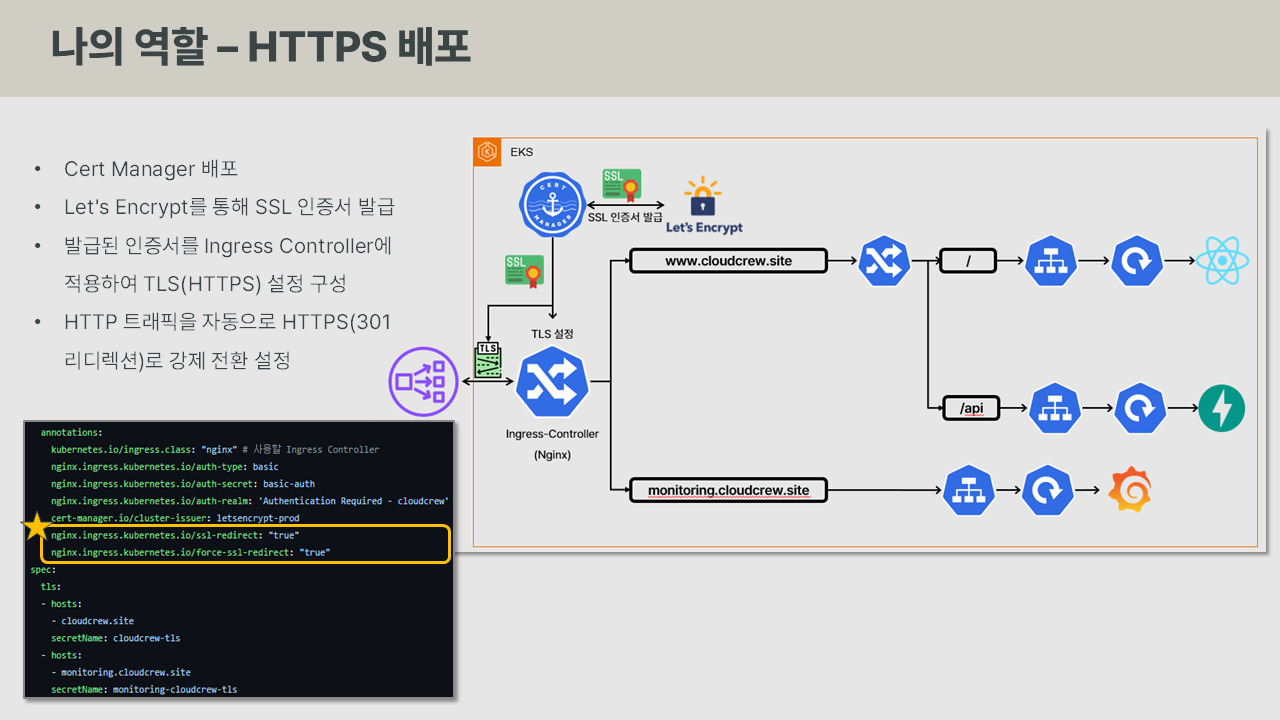 나의 역할 – HTTPS 배포
• Cert Manager 배포
• Let's Encrypt를 통해 SSL 인증서 발급
• 발급된 인증서를 Ingress Controller에
적용하여 TLS(HTTPS) 설정 구성
• HTTP 트래픽을 자동으로 HTTPS(301
리디렉션)로 강제 전환 설정
EKS
CERT
MANAGER
SSL
SSL 인증서 발급
Let's Encrypt
SSL
TLS 설정
TLS
Ingress-Controller
(Nginx)
www.cloudcrew.site
/
/api
monitoring.cloudcrew.site
annotations:
kubernetes.io/ingress.class: "nginx" # 사용할 Ingress Controller
nginx.ingress.kubernetes.io/auth-type: basic
nginx.ingress.kubernetes.io/auth-secret: basic-auth
nginx.ingress.kubernetes.io/auth-realm: 'Authentication Required - cloudcrew'
cert-manager.io/cluster-issuer: letsencrypt-prod
nginx.ingress.kubernetes.io/ssl-redirect: "true"
nginx.ingress.kubernetes.io/force-ssl-redirect: "true"
spec:
tls:
- hosts:
- cloudcrew.site
secretName: cloudcrew-tls
- hosts:
- monitoring.cloudcrew.site
secretName: monitoring-cloudcrew-tls